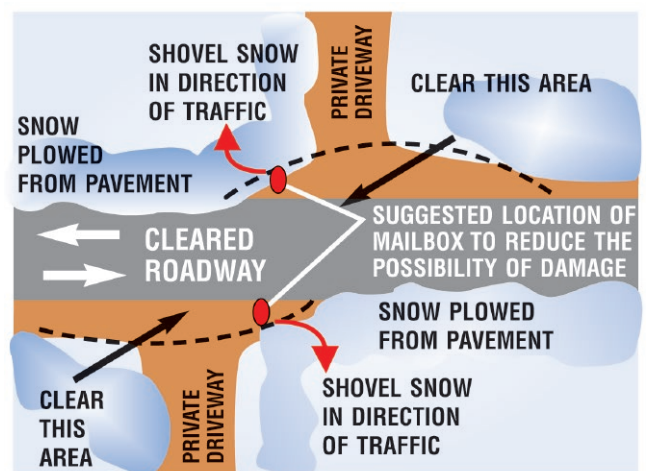 SHOVEL SNOW
IN DIRECTION
OF TRAFFIC
PRIVATE
DRIVEWAY
CLEAR THIS AREA
SNOW
PLOWED
FROM PAVEMENT
CLEARED
ROADWAY
SUGGESTED LOCATION OF
MAILBOX TO REDUCE THE
POSSIBILITY OF DAMAGE
SNOW PLOWED
FROM PAVEMENT
CLEAR
THIS
AREA
PRIVATE
DRIVEWAY
SHOVEL SNOW
IN DIRECTION
OF TRAFFIC